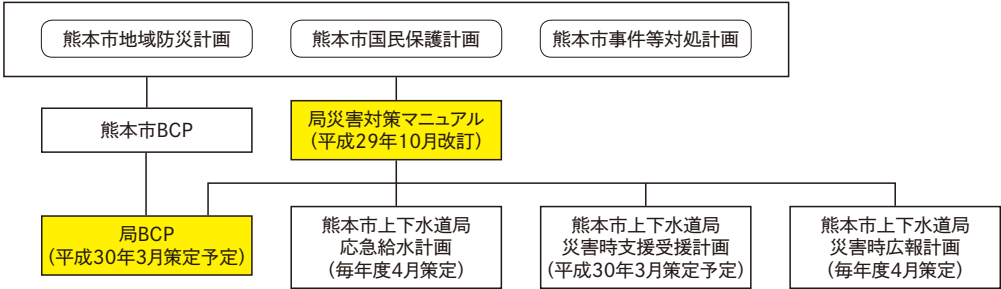 熊本市地域防災計画
熊本市国民保護計画
熊本市事件等対処計画
熊本市BCP
局災害対策マニュアル
(平成29年10月改訂)
局BCP
(平成30年3月策定予定)
熊本市上下水道局
応急給水計画
(毎年度4月策定)
熊本市上下水道局
災害時支援受援計画
(平成30年3月策定予定)
熊本市上下水道局
災害時広報計画
(毎年度4月策定)